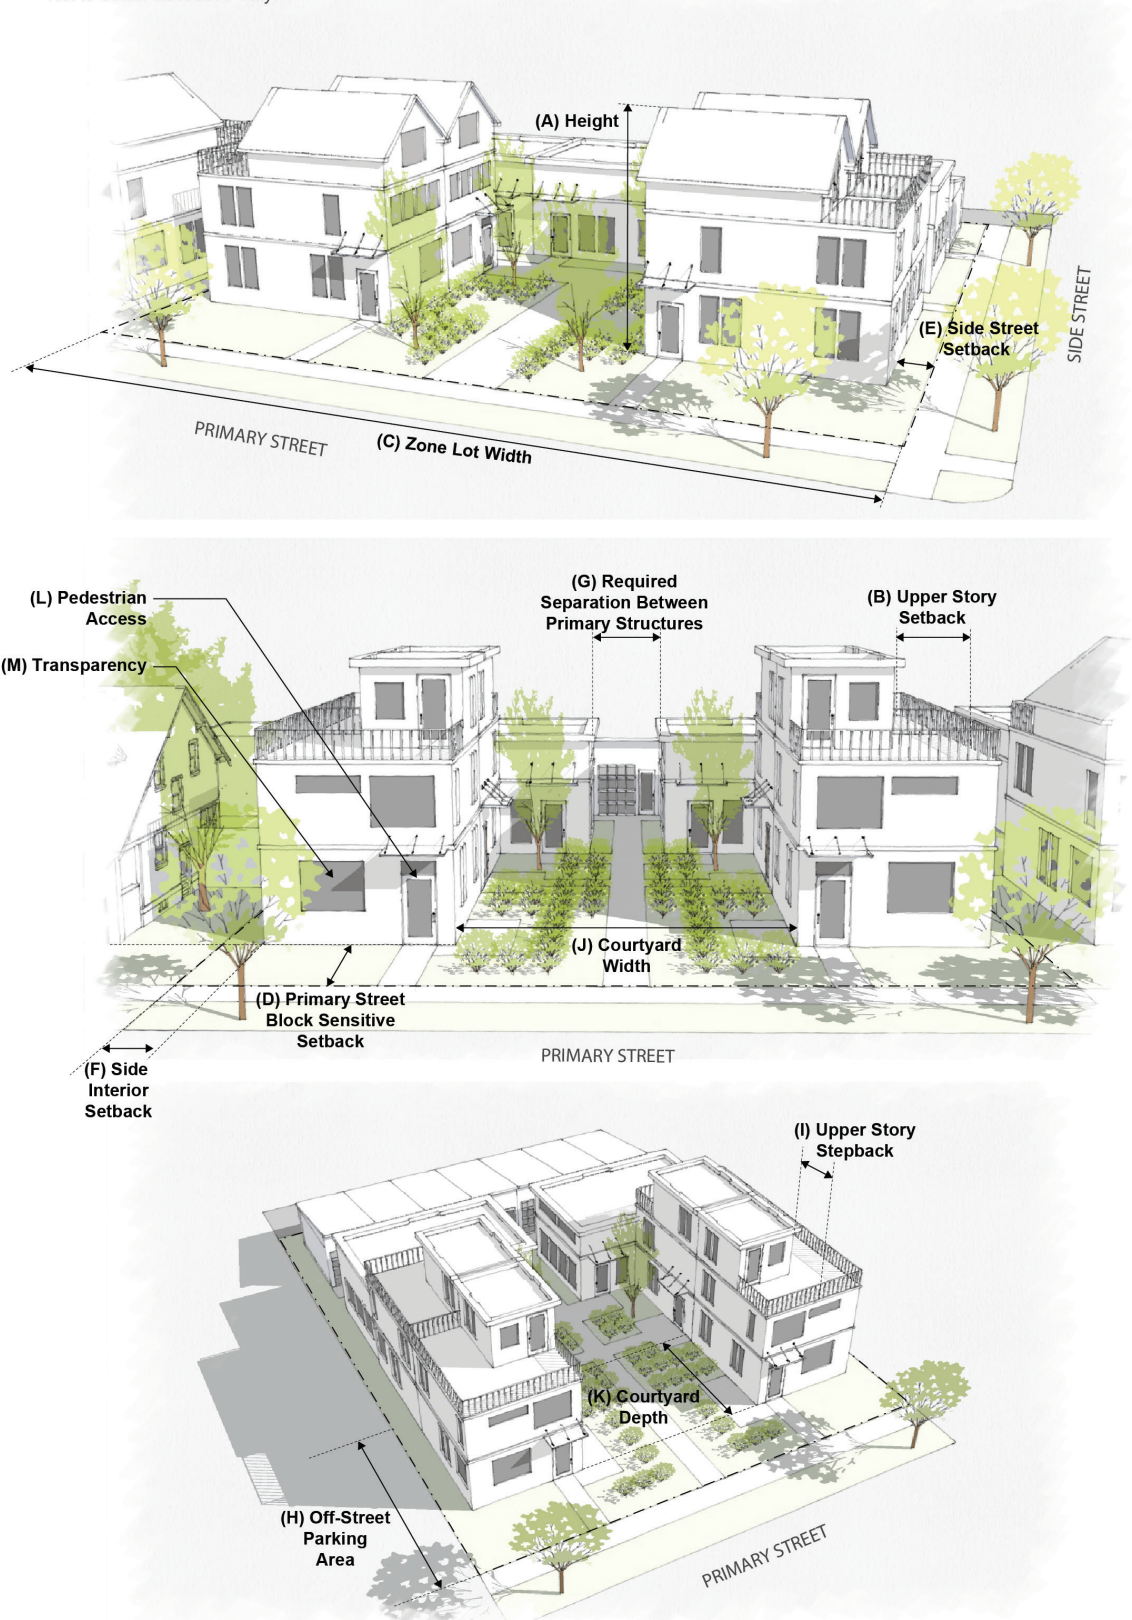 (A) Height
SIDE STREET
(E) Side Street
Setback
PRIMARY STREET
(C) Zone Lot Width
(G) Required
Separation Between
Primary Structures
(B) Upper Story
Setback
(L) Pedestrian
Access
(M) Transparency
(J) Courtyard
Width
(D) Primary Street
Block Sensitive
Setback
PRIMARY STREET
(F) Side
Interior
Setback
(I) Upper Story
Stepback
(K) Courtyard
Depth
(H) Off-Street
Parking
Area
PRIMARY STREET